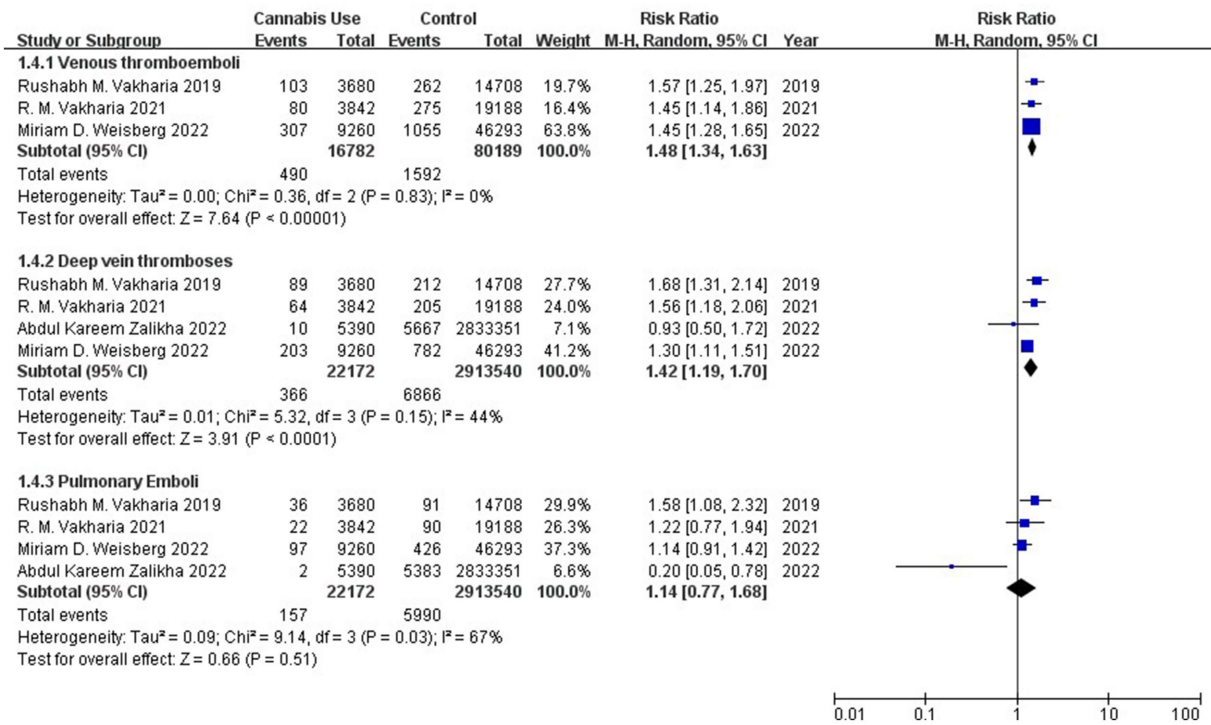 Cannabis Use Control Risk Ratio Risk Ratio
Study or Subgroup Events Total Events Total Weight M-H, Random, 95% CI Year M-H, Random, 95% CI
1.4.1 Venous thromboemboli
Rushabh M. Vakharia 2019 103 3680 262 14708 19.7% 1.57 [1.25, 1.97] 2019
R. M. Vakharia 2021 80 3842 275 19188 16.4% 1.45 [1.14, 1.86] 2021
Miriam D. Weisberg 2022 307 9260 1055 46293 63.8% 1.45 [1.28, 1.65] 2022
Subtotal (95% CI) 16782 80189 100.0% 1.48 [1.34, 1.63]
Total events 490 1592
Heterogeneity: Tau² = 0.00; Chi² = 0.36, df = 2 (P = 0.83); I² = 0%
Test for overall effect: Z = 7.64 (P < 0.00001)
1.4.2 Deep vein thromboses
Rushabh M. Vakharia 2019 89 3680 212 14708 27.7% 1.68 [1.31, 2.14] 2019
R. M. Vakharia 2021 64 3842 205 19188 24.0% 1.56 [1.18, 2.06] 2021
Abdul Kareem Zalikha 2022 10 5390 5667 2833351 7.1% 0.93 [0.50, 1.72] 2022
Miriam D. Weisberg 2022 203 9260 782 46293 41.2% 1.30 [1.11, 1.51] 2022
Subtotal (95% CI) 22172 2913540 100.0% 1.42 [1.19, 1.70]
Total events 366 6866
Heterogeneity: Tau² = 0.01; Chi² = 5.32, df = 3 (P = 0.15); I² = 44%
Test for overall effect: Z = 3.91 (P < 0.0001)
1.4.3 Pulmonary Emboli
Rushabh M. Vakharia 2019 36 3680 91 14708 29.9% 1.58 [1.08, 2.32] 2019
R. M. Vakharia 2021 22 3842 90 19188 26.3% 1.22 [0.77, 1.94] 2021
Miriam D. Weisberg 2022 97 9260 426 46293 37.3% 1.14 [0.91, 1.42] 2022
Abdul Kareem Zalikha 2022 2 5390 5383 2833351 6.6% 0.20 [0.05, 0.78] 2022
Subtotal (95% CI) 22172 2913540 100.0% 1.14 [0.77, 1.68]
Total events 157 5990
Heterogeneity: Tau² = 0.09; Chi² = 9.14, df = 3 (P = 0.03); I² = 67%
Test for overall effect: Z = 0.66 (P = 0.51)
0.01 0.1 1 10 100